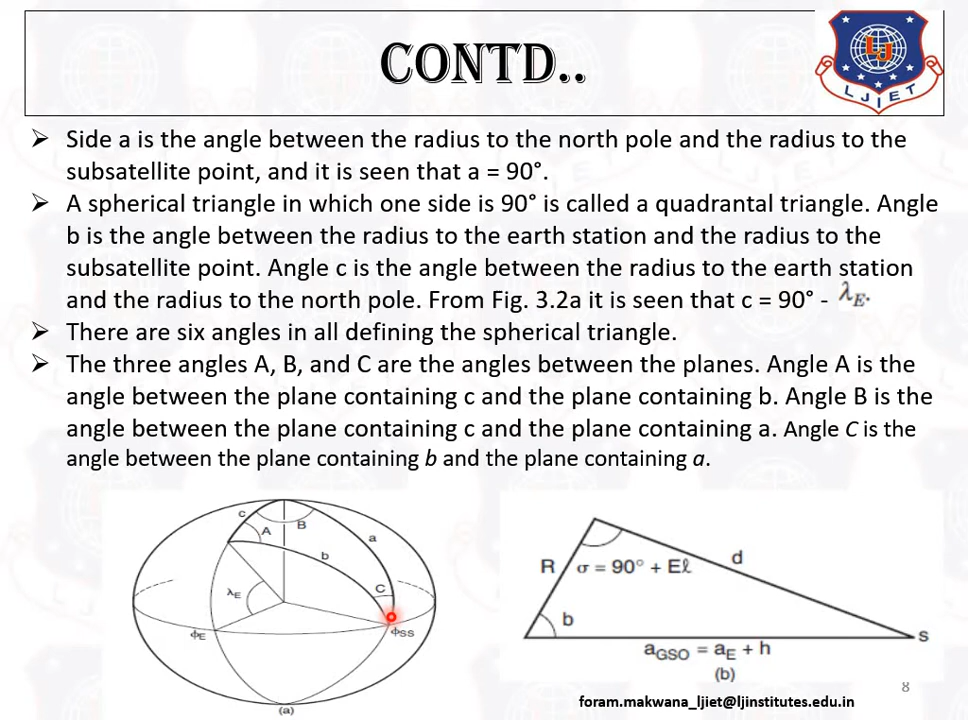 CONTD..
LJIET
Side a is the angle between the radius to the north pole and the radius to the
subsatellite point, and it is seen that a = 90°.
A spherical triangle in which one side is 90° is called a quadrantal triangle. Angle
b is the angle between the radius to the earth station and the radius to the
subsatellite point. Angle c is the angle between the radius to the earth station
and the radius to the north pole. From Fig. 3.2a it is seen that c = 90° - λE.
There are six angles in all defining the spherical triangle.
The three angles A, B, and C are the angles between the planes. Angle A is the
angle between the plane containing c and the plane containing b. Angle B is the
angle between the plane containing c and the plane containing a. Angle C is the
angle between the plane containing b and the plane containing a.
c
A
B
a
b
C
λE
ϕE
ϕSS
(a)
R
σ = 90° + Eℓ
d
b
S
aGSO = aE + h
(b)
8
foram.makwana_ljiet@ljinstitutes.edu.in